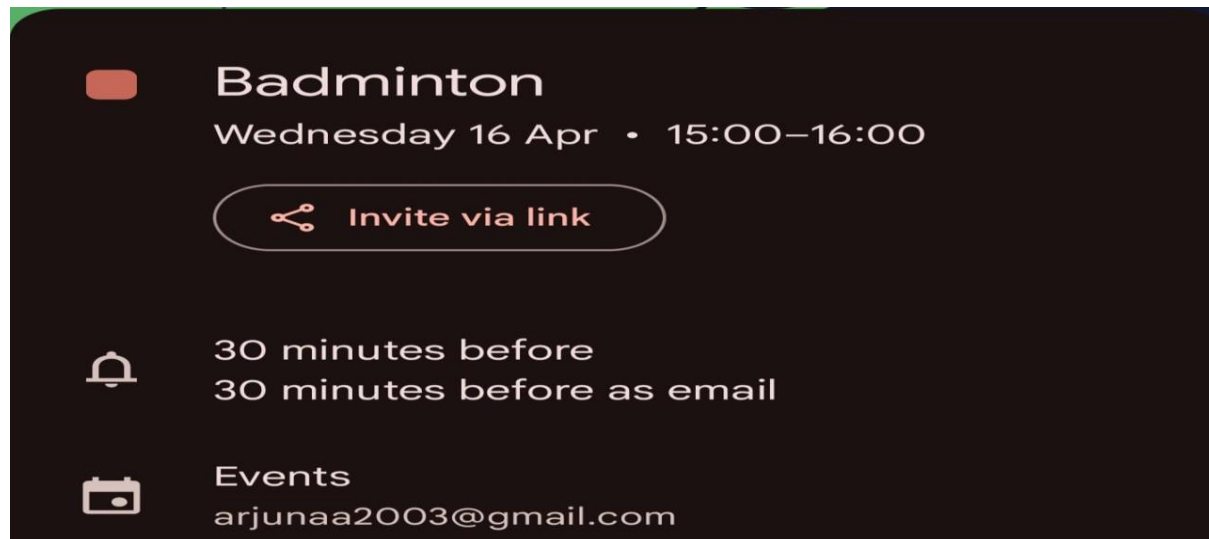 Badminton
Wednesday 16 Apr • 15:00–16:00
Invite via link
30 minutes before
30 minutes before as email
Events
arjunaa2003@gmail.com